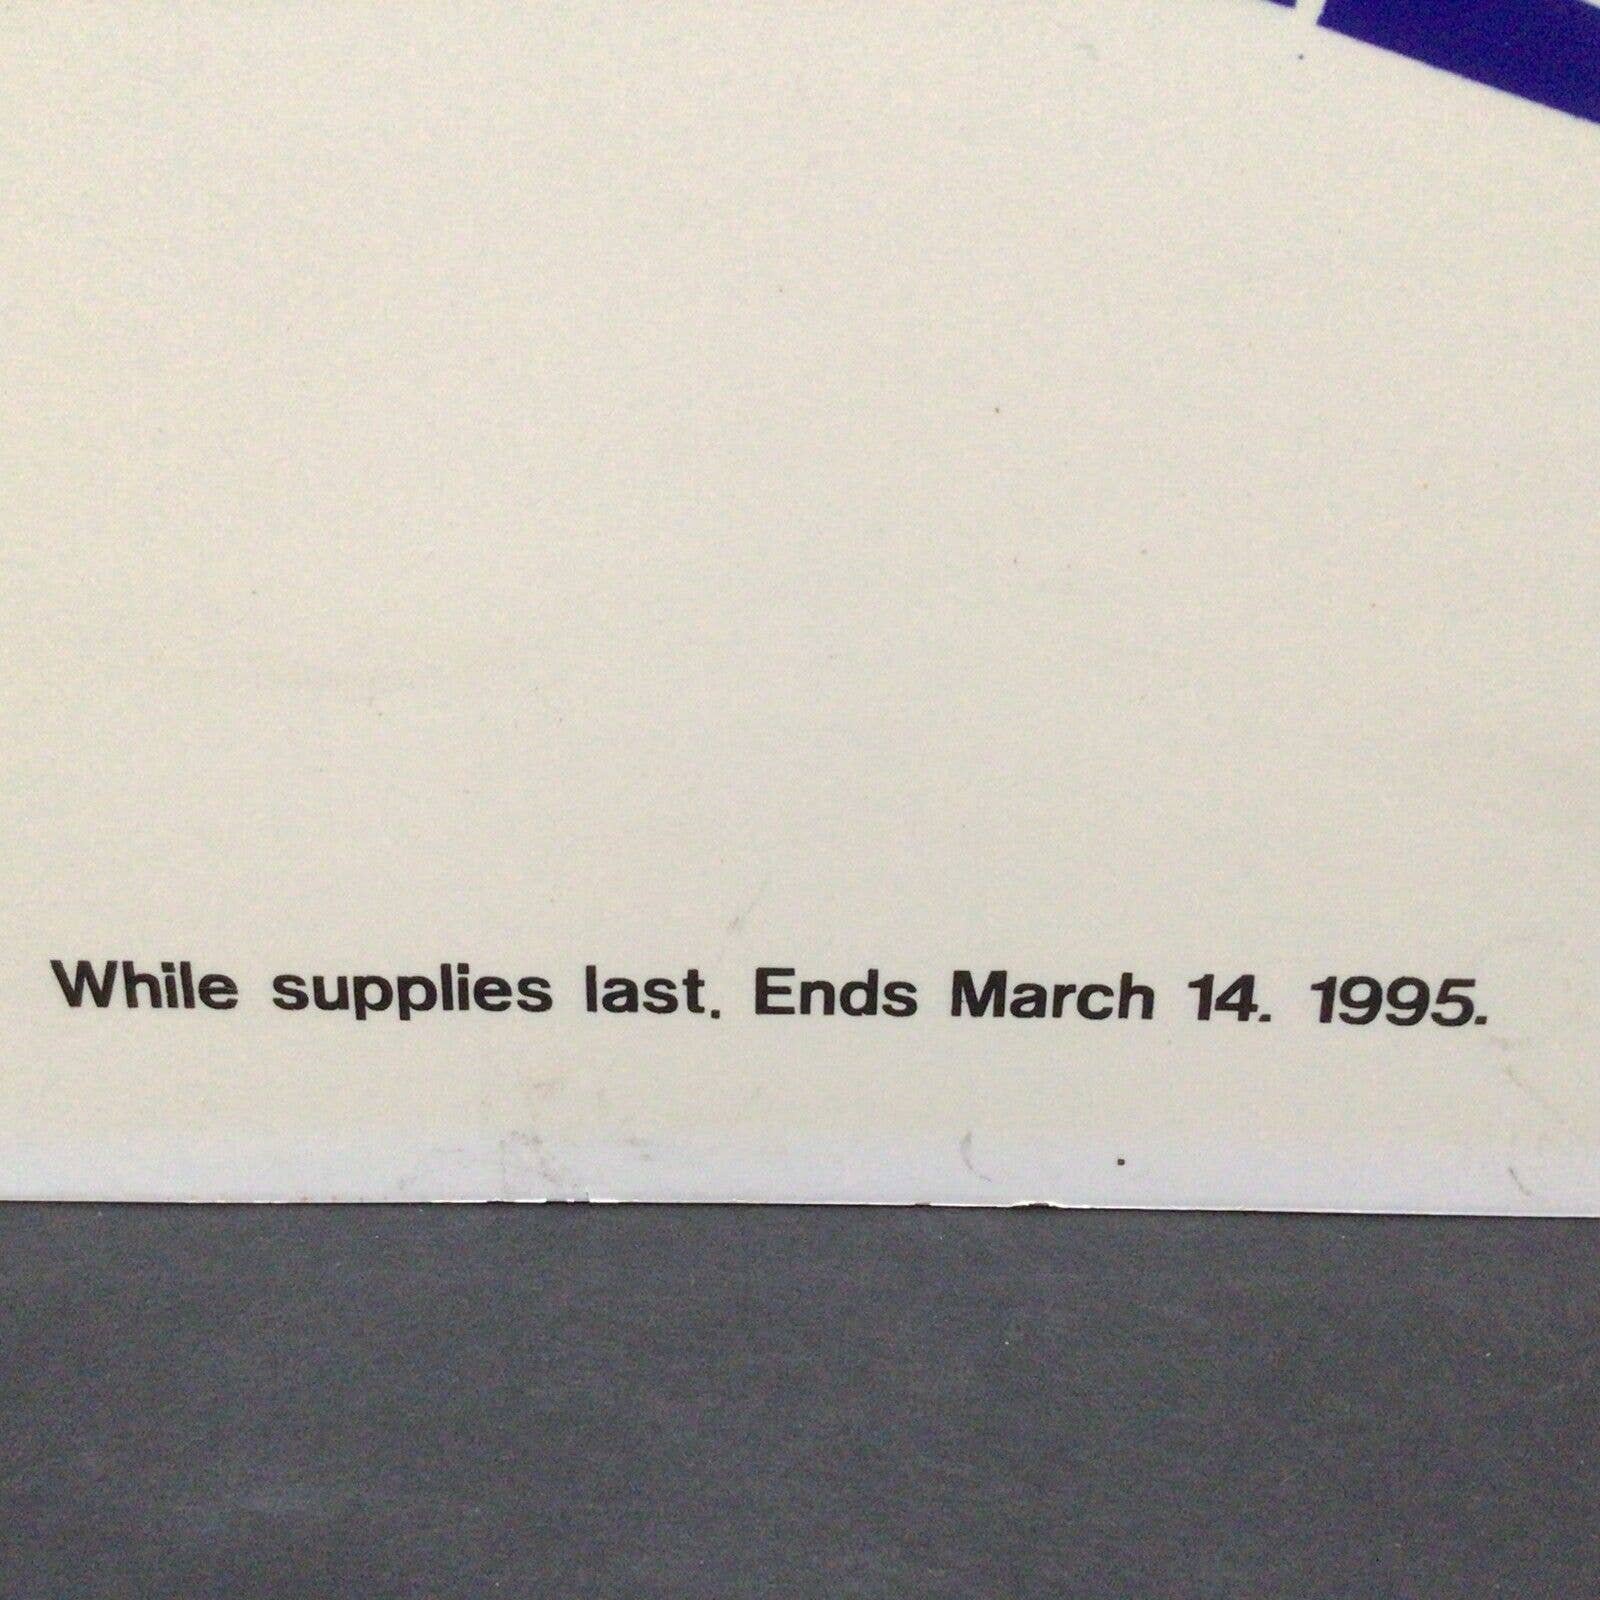 While supplies last. Ends March 14. 1995.